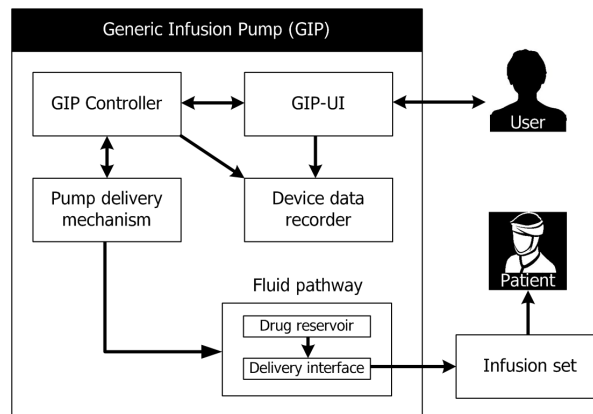 Generic Infusion Pump (GIP)
GIP Controller
GIP-UI
User
Pump delivery
mechanism
Device data
recorder
Patient
Fluid pathway
Drug reservoir
Delivery interface
Infusion set